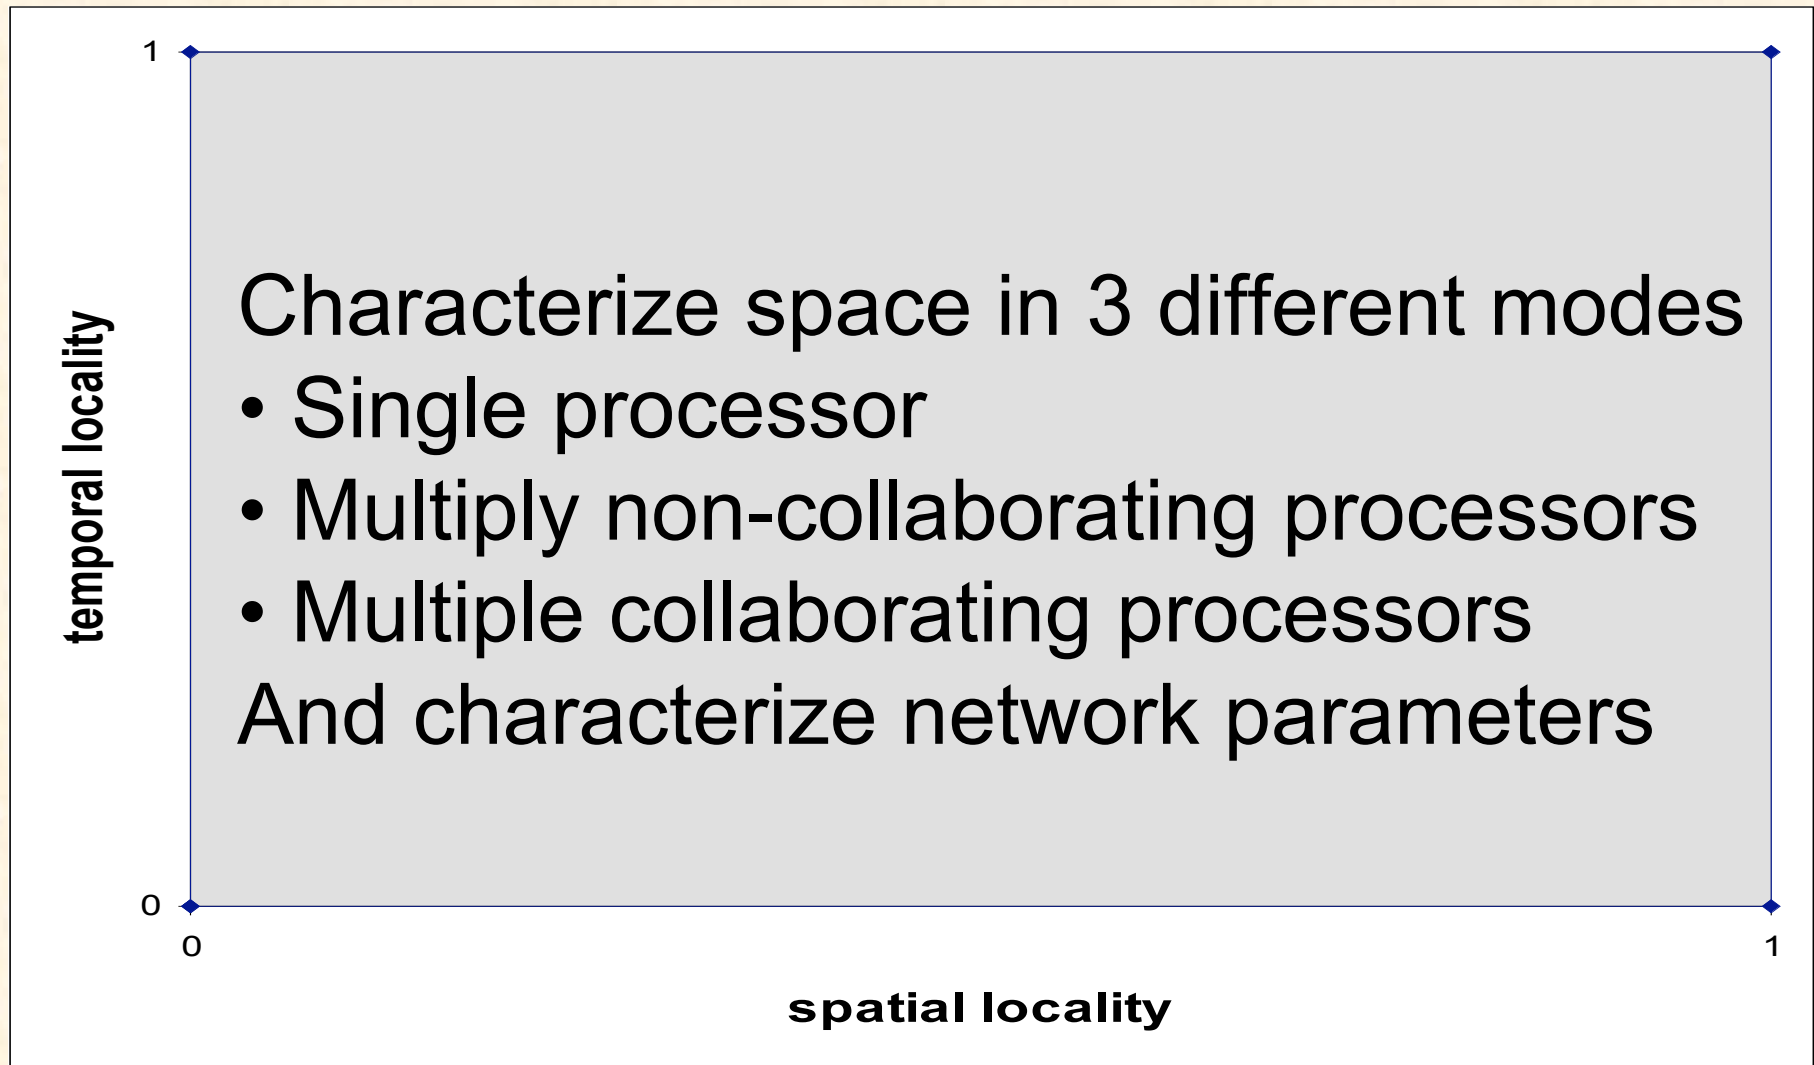 1
temporal locality
Characterize space in 3 different modes
• Single processor
• Multiply non-collaborating processors
• Multiple collaborating processors
And characterize network parameters
0
0
1
spatial locality